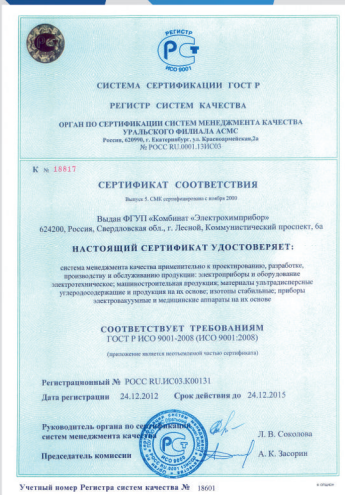 РЕГИСТР
РСТ
ИСО 9001
СИСТЕМА СЕРТИФИКАЦИИ ГОСТ Р
РЕГИСТР СИСТЕМ КАЧЕСТВА
ОРГАН ПО СЕРТИФИКАЦИИ СИСТЕМ МЕНЕДЖМЕНТА КАЧЕСТВА
УРАЛЬСКОГО ФИЛИАЛА АСМС
Россия, 620990, г. Екатеринбург, ул. Красноармейская,2а
№ РОСС RU.0001.13ИС03
К № 18817
СЕРТИФИКАТ СООТВЕТСТВИЯ
Выпуск 5. СМК сертифицирована с ноября 2000
Выдан ФГУП «Комбинат «Электрохимприбор»
624200, Россия, Свердловская обл., г. Лесной, Коммунистический проспект, 6а
НАСТОЯЩИЙ СЕРТИФИКАТ УДОСТОВЕРЯЕТ:
система менеджмента качества применительно к проектированию, разработке,
производству и обслуживанию продукции: электроприборы и оборудование
электротехническое; машиностроительная продукция; материалы ультрадисперсные
углеродосодержащие и продукция на их основе; изотопы стабильные, приборы
электровакуумные и медицинские аппараты на их основе
СООТВЕТСТВУЕТ ТРЕБОВАНИЯМ
ГОСТ Р ИСО 9001-2008 (ИСО 9001:2008)
(приложение является неотъемлемой частью сертификата)
Регистрационный № РОСС RU.ИС03.К00131
Дата регистрации 24.12.2012 Срок действия до 24.12.2015
Руководитель органа по сертификации
систем менеджмента качества
Л. В. Соколова
Председатель комиссии
А. К. Засорин
Учетный номер Регистра систем качества № 18601